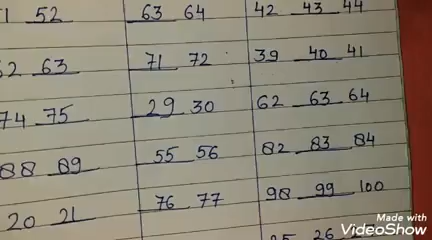 52 63 64 42 43 44
63 71 72 39 40 41
74 75 29 30 62 63 64
88 89 55 56 82 83 84
20 21 76 77 98 99 100
26
Made with
VideoShow